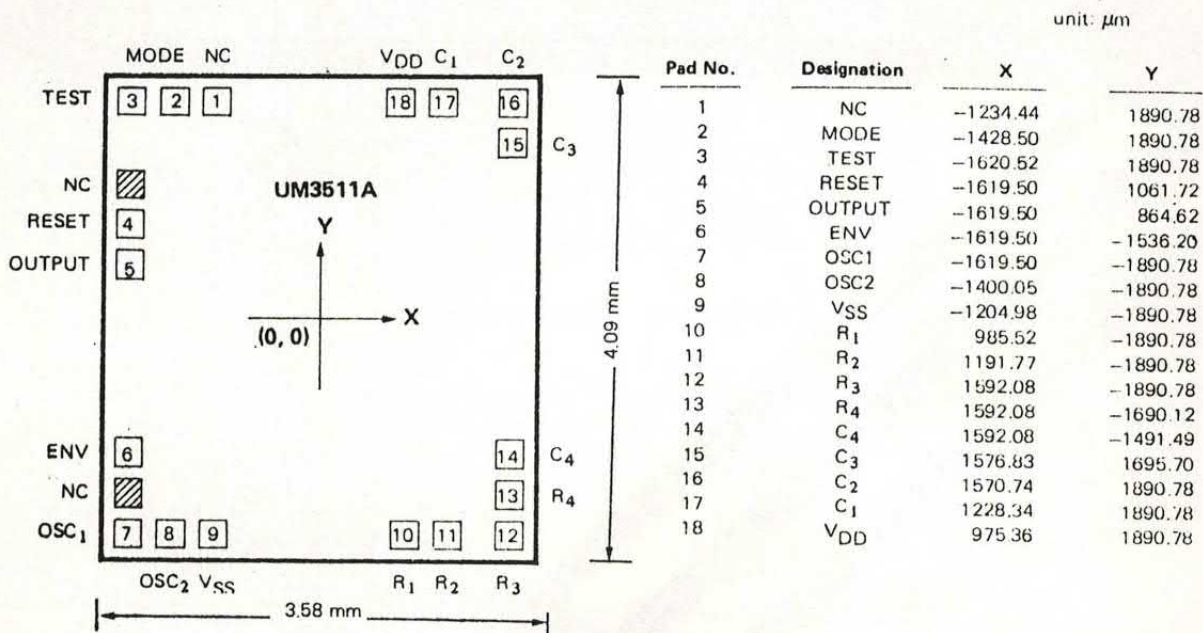 unit: μm
MODE NC VDD C1 C2
TEST 3 2 1 18 17 16
15 C3
NC
UM3511A
RESET 4
Y
OUTPUT 5
X
(0, 0)
4.09 mm
ENV 6 14 C4
NC 13 R4
OSC1 7 8 9 10 11 12
OSC2 VSS R1 R2 R3
3.58 mm
Pad No. Designation X Y
1 NC −1234.44 1890.78
2 MODE −1428.50 1890.78
3 TEST −1620.52 1890.78
4 RESET −1619.50 1061.72
5 OUTPUT −1619.50 864.62
6 ENV −1619.50 −1536.20
7 OSC1 −1619.50 −1890.78
8 OSC2 −1400.05 −1890.78
9 VSS −1204.98 −1890.78
10 R1 985.52 −1890.78
11 R2 1191.77 −1890.78
12 R3 1592.08 −1890.78
13 R4 1592.08 −1690.12
14 C4 1592.08 −1491.49
15 C3 1576.83 1695.70
16 C2 1570.74 1890.78
17 C1 1228.34 1890.78
18 VDD 975.36 1890.78